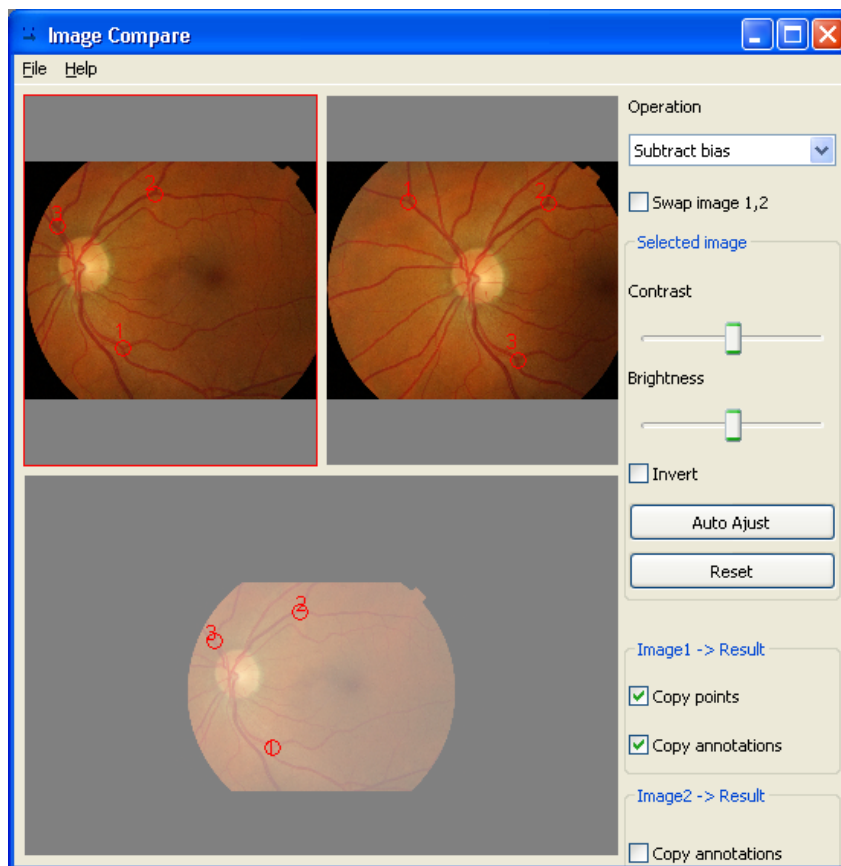 Image Compare
File Help
3
2
1
1
2
3
Operation
Subtract bias
Swap image 1,2
Selected image
Contrast
Brightness
Invert
Auto Ajust
Reset
3
2
1
Image1 -> Result
Copy points
Copy annotations
Image2 -> Result
Copy annotations